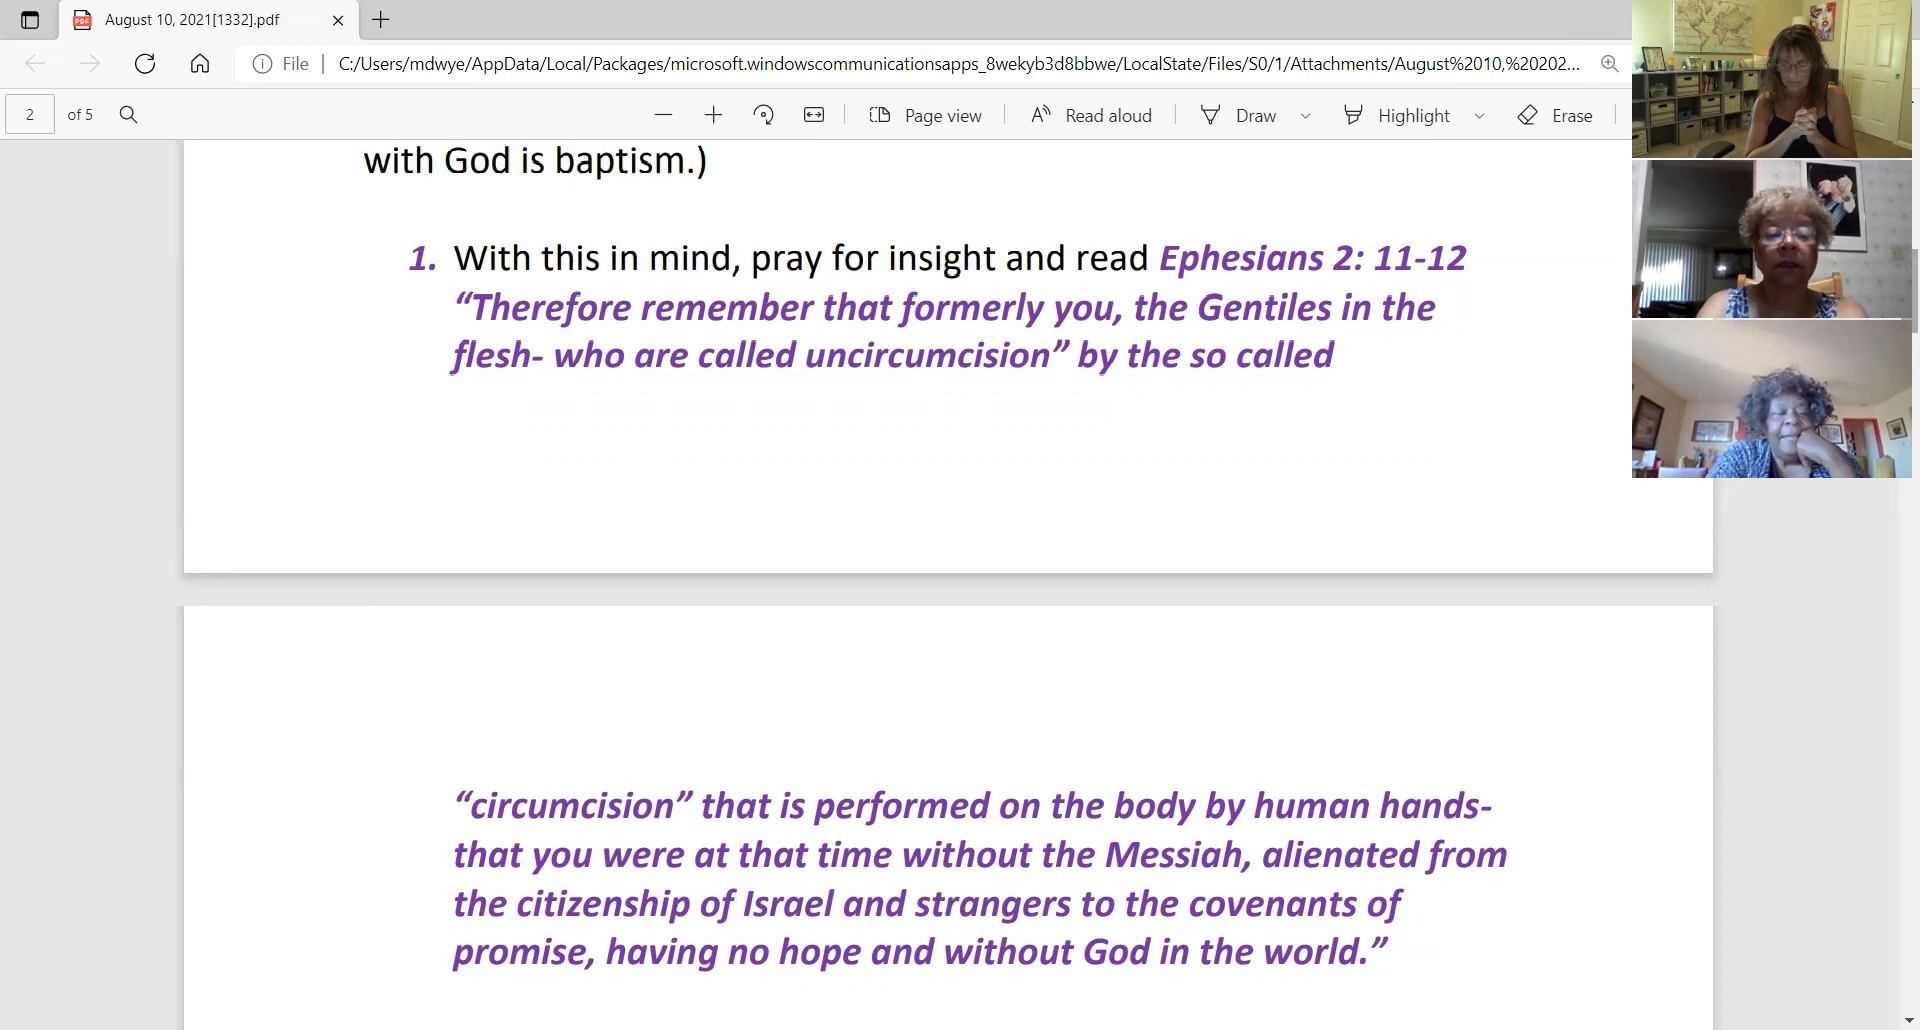 August 10, 2021[1332].pdf
File
C:/Users/mdwye/AppData/Local/Packages/microsoft.windowscommunicationsapps_8wekyb3d8bbwe/LocalState/Files/S0/1/Attachments/August%2010,%20202...
2 of 5
Page view
Read aloud
Draw
Highlight
Erase
with God is baptism.)
1. With this in mind, pray for insight and read Ephesians 2: 11-12
“Therefore remember that formerly you, the Gentiles in the
flesh- who are called uncircumcision” by the so called
“circumcision” that is performed on the body by human hands-
that you were at that time without the Messiah, alienated from
the citizenship of Israel and strangers to the covenants of
promise, having no hope and without God in the world.”